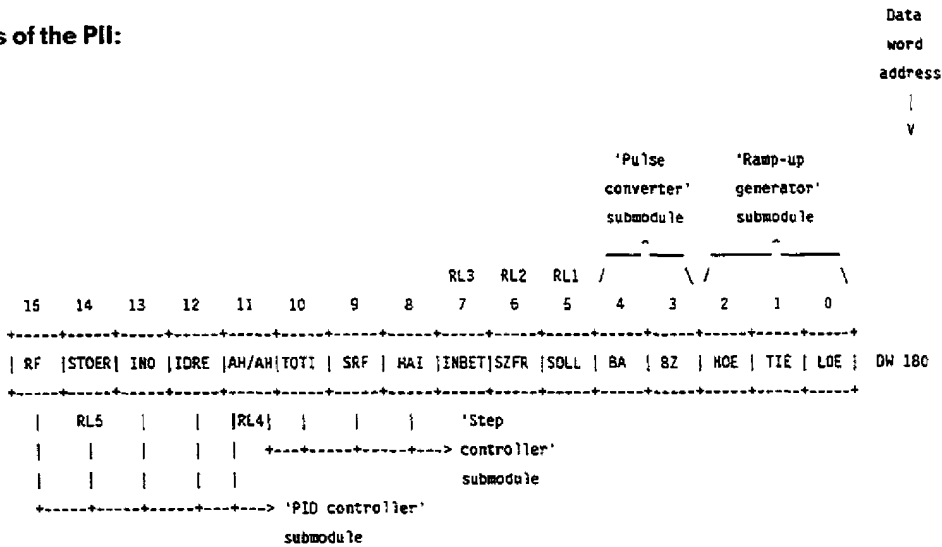 Data
s of the PII:
word
address
|
V
'Pulse 'Ramp-up
converter' generator'
submodule submodule
RL3 RL2 RL1 / \ / \
15 14 13 12 11 10 9 8 7 6 5 4 3 2 1 0
+-----+-----+-----+-----+-----+-----+-----+-----+-----+-----+-----+-----+-----+-----+-----+-----+
| RF |STOER| INO |IDRE |AH/AH|TOTI | SRF | HAI |INBET|SZFR |SOLL | BA | BZ | HOE | TIE | LOE | DW 180
+-----+-----+-----+-----+-----+-----+-----+-----+-----+-----+-----+-----+-----+-----+-----+-----+
| RL5 | | |RL4| | | | 'Step
| | | | | +---+-----+-----+---> controller'
| | | | | submodule
+-----+-----+-----+---+---> 'PID controller'
submodule